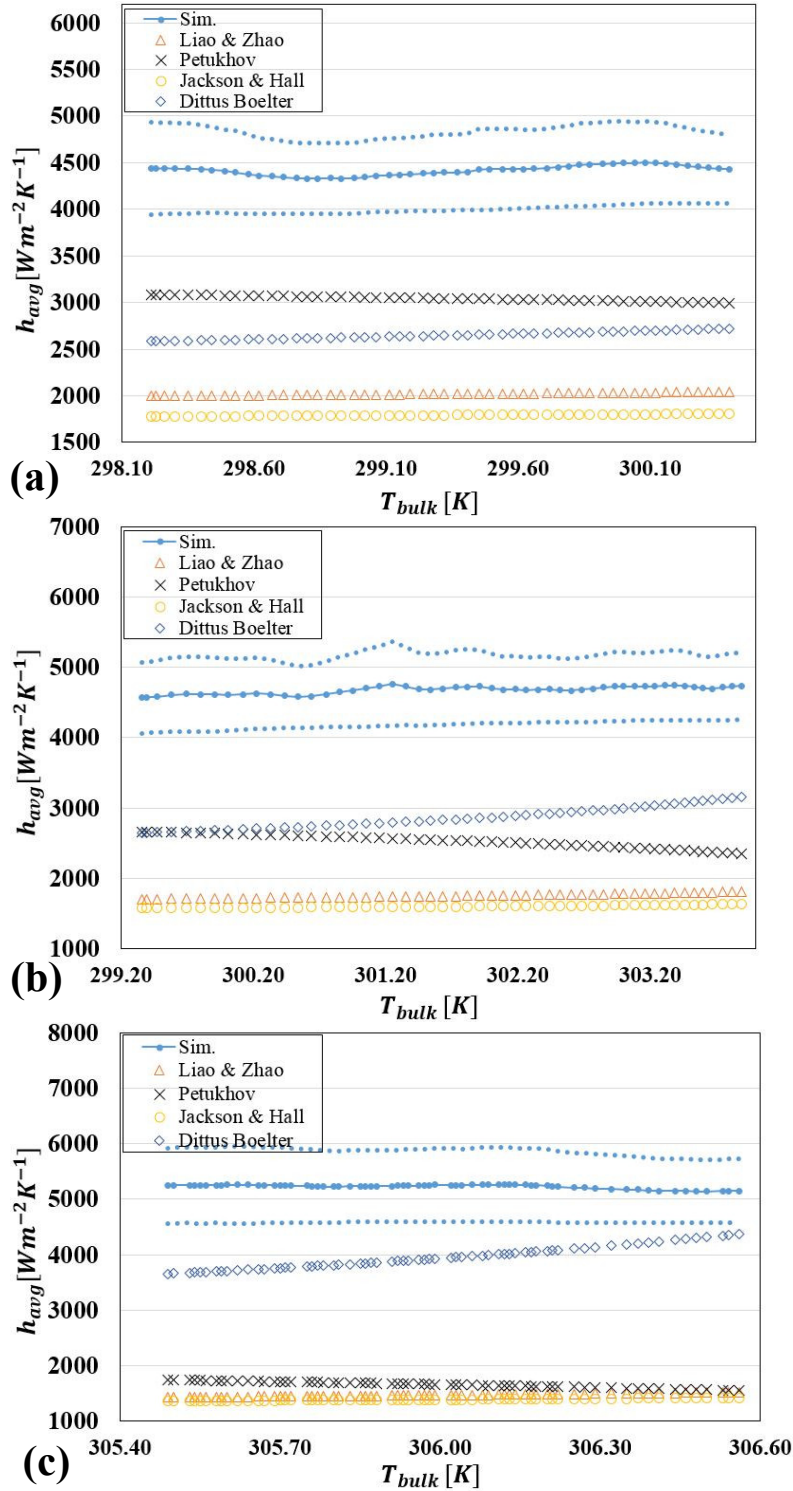 6000
5500
5000
4500
4000
3500
3000
2500
2000
1500
h_avg [Wm⁻²K⁻¹]
Sim.
Liao & Zhao
Petukhov
Jackson & Hall
Dittus Boelter
298.10 298.60 299.10 299.60 300.10
T_bulk [K]
(a)
7000
6000
5000
4000
3000
2000
1000
h_avg [Wm⁻²K⁻¹]
Sim.
Liao & Zhao
Petukhov
Jackson & Hall
Dittus Boelter
299.20 300.20 301.20 302.20 303.20
T_bulk [K]
(b)
8000
7000
6000
5000
4000
3000
2000
1000
h_avg [Wm⁻²K⁻¹]
Sim.
Liao & Zhao
Petukhov
Jackson & Hall
Dittus Boelter
305.40 305.70 306.00 306.30 306.60
T_bulk [K]
(c)